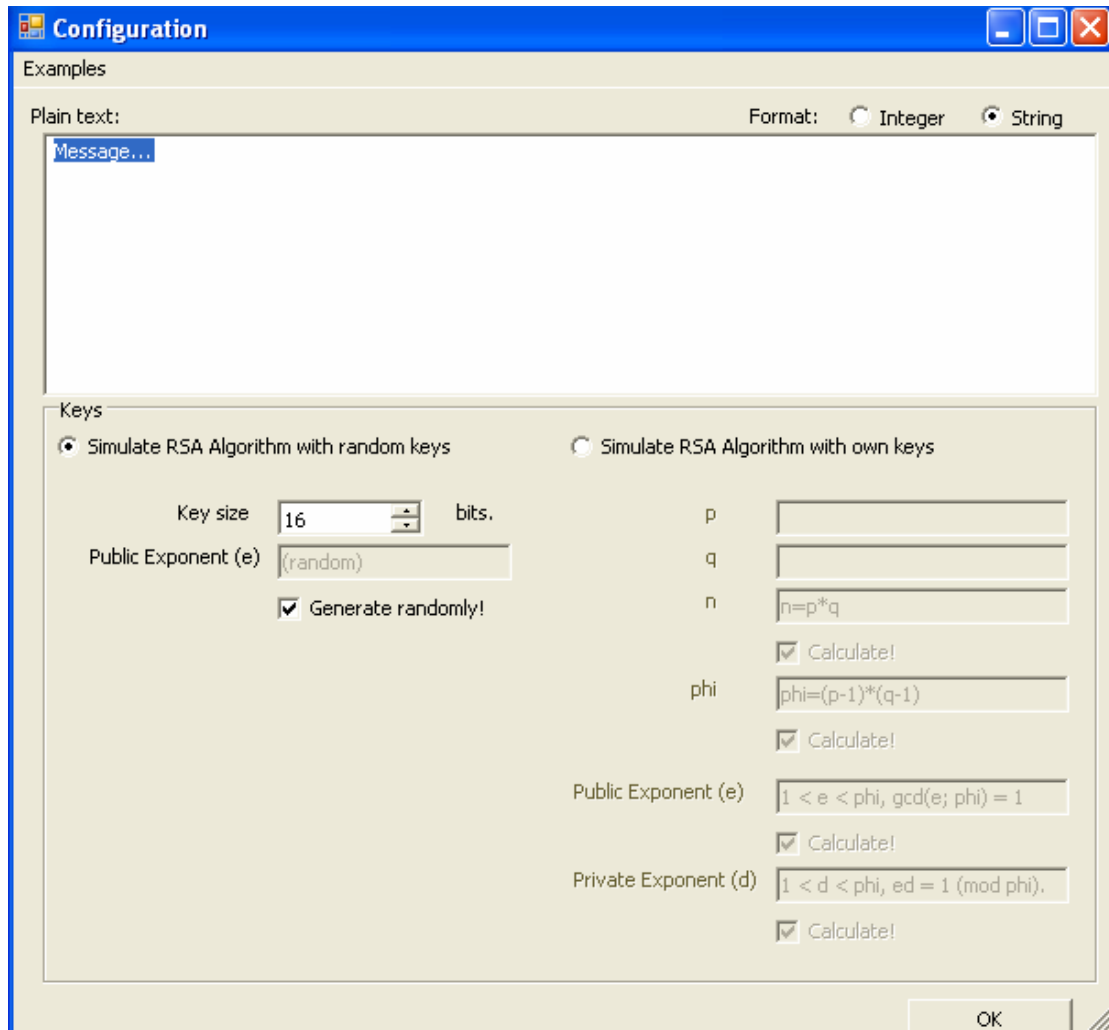 Configuration
Examples
Plain text: Format: Integer String
Message...
Keys
Simulate RSA Algorithm with random keys Simulate RSA Algorithm with own keys
Key size 16 bits. p
Public Exponent (e) (random) q
Generate randomly! n n=p*q
Calculate!
phi phi=(p-1)*(q-1)
Calculate!
Public Exponent (e) 1 < e < phi, gcd(e; phi) = 1
Calculate!
Private Exponent (d) 1 < d < phi, ed = 1 (mod phi).
Calculate!
OK